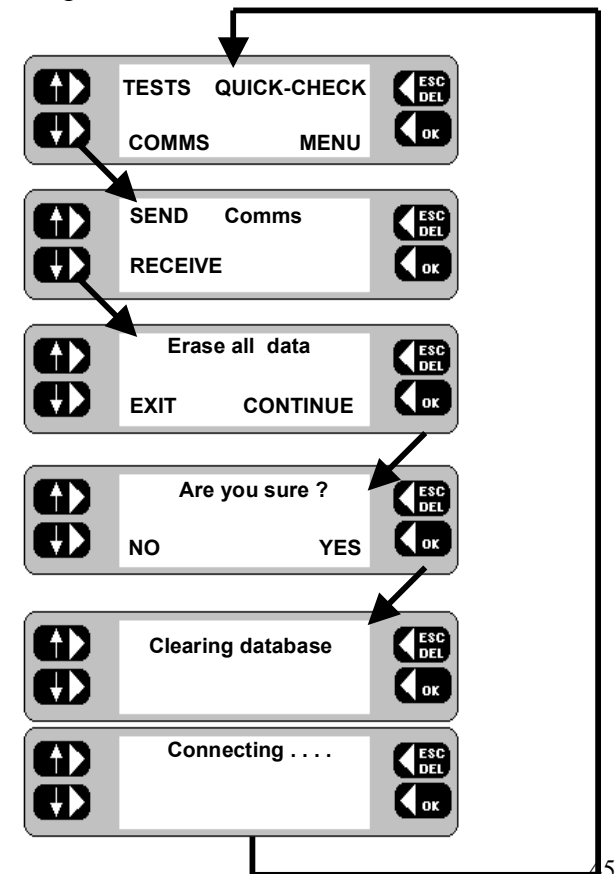 TESTS QUICK-CHECK ESC DEL
COMMS MENU OK
SEND Comms ESC DEL
RECEIVE OK
Erase all data ESC DEL
EXIT CONTINUE OK
Are you sure ? ESC DEL
NO YES OK
Clearing database ESC DEL
OK
Connecting . . . . ESC DEL
OK